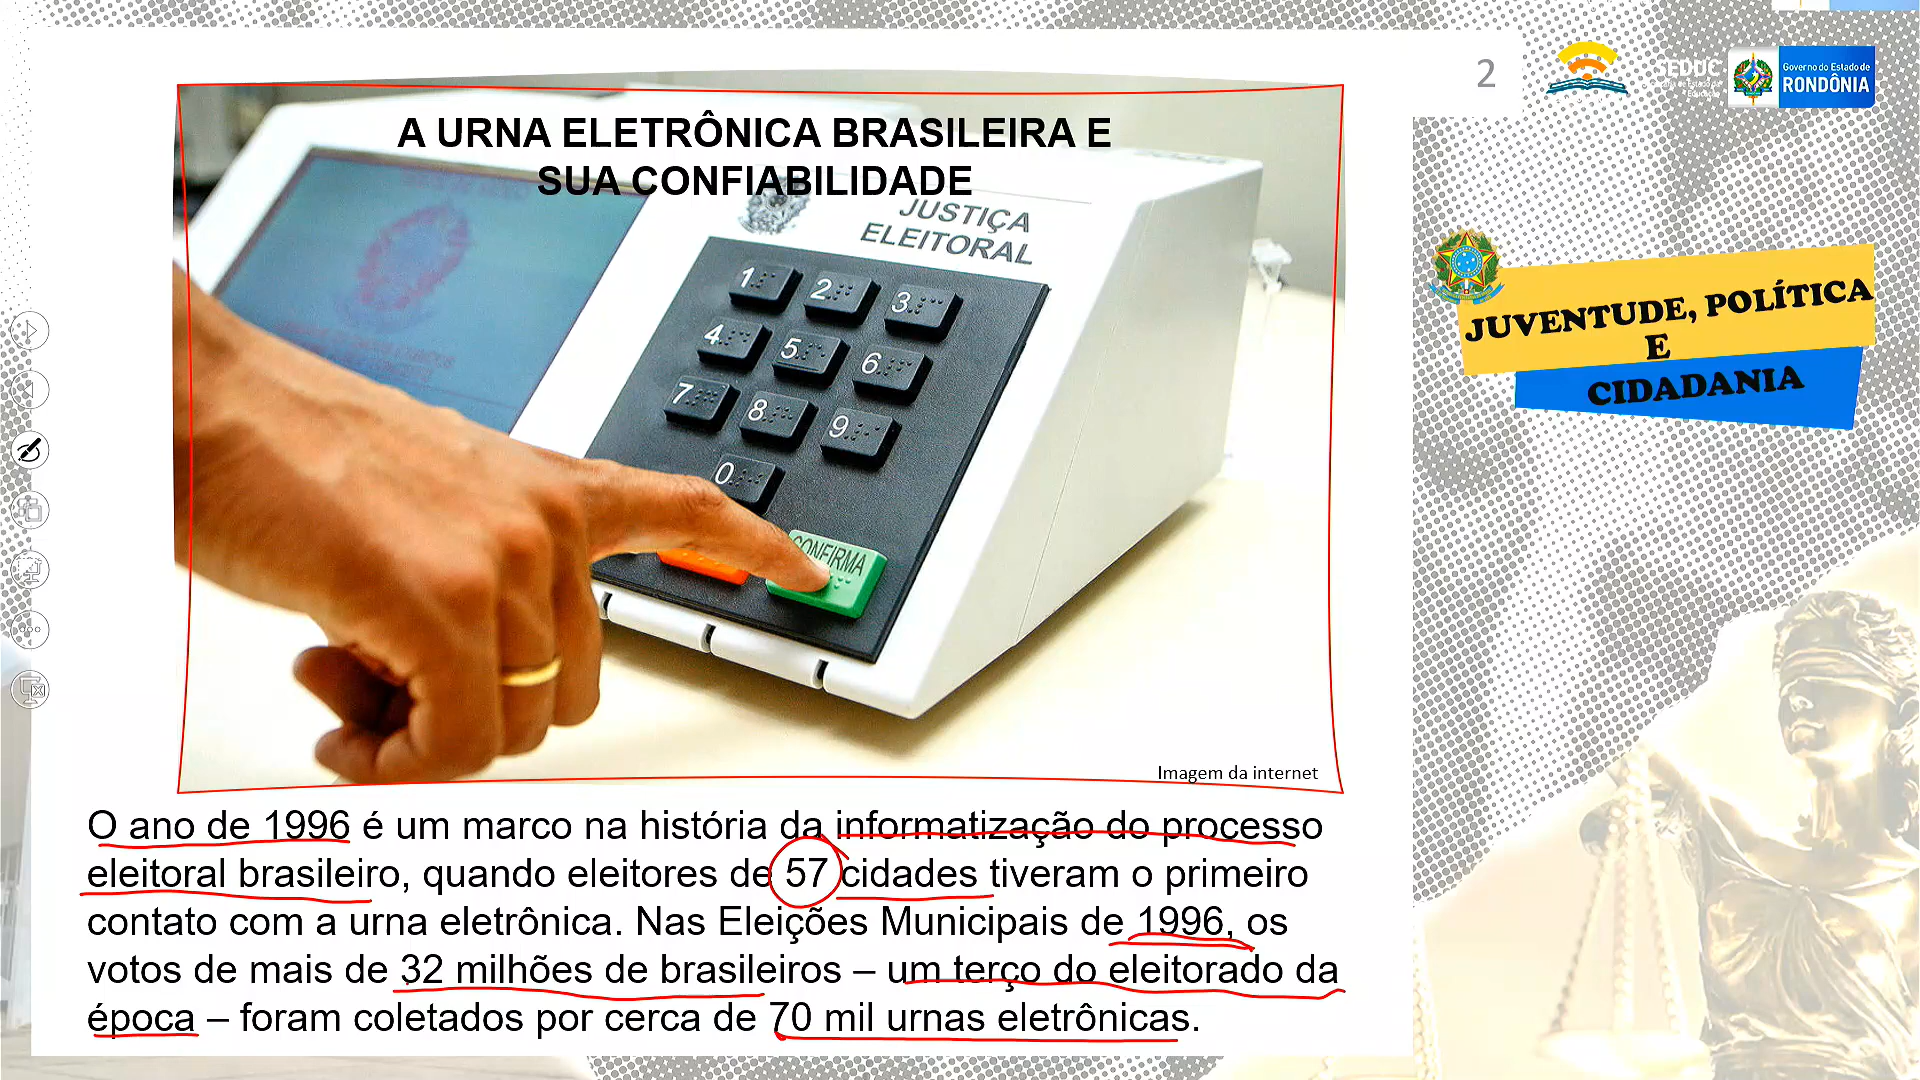 2
SEDUC
Governo do Estado de
RONDÔNIA
A URNA ELETRÔNICA BRASILEIRA E
SUA CONFIABILIDADE
JUSTIÇA
ELEITORAL
1 2 3
4 5 6
7 8 9
0
CONFIRMA
Imagem da internet
JUVENTUDE, POLÍTICA
E
CIDADANIA
O ano de 1996 é um marco na história da informatização do processo
eleitoral brasileiro, quando eleitores de 57 cidades tiveram o primeiro
contato com a urna eletrônica. Nas Eleições Municipais de 1996, os
votos de mais de 32 milhões de brasileiros – um terço do eleitorado da
época – foram coletados por cerca de 70 mil urnas eletrônicas.